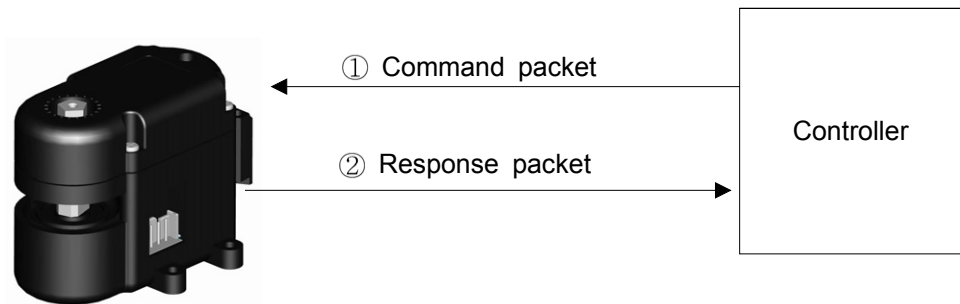 ① Command packet
Controller
② Response packet